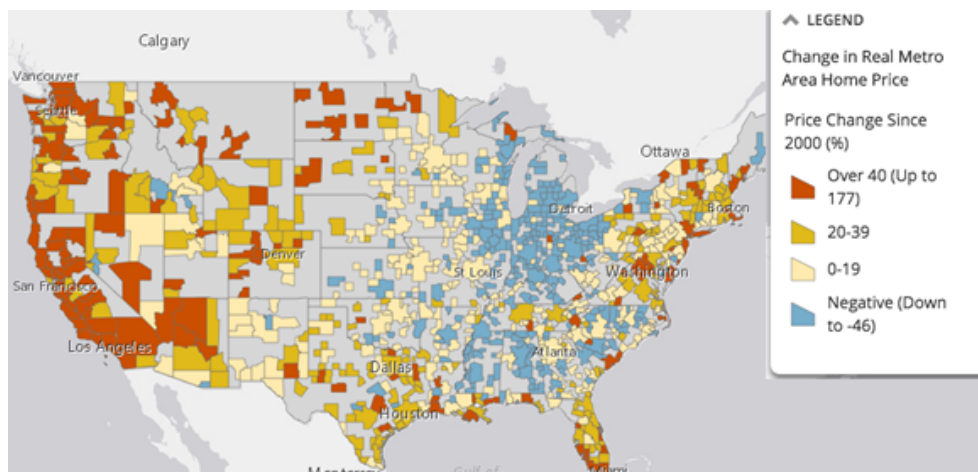 Calgary
Vancouver
Seattle
Ottawa
Detroit
Boston
Denver
St Louis
Washington
San Francisco
Los Angeles
Atlanta
Dallas
Houston
Miami
Gulf of
LEGEND
Change in Real Metro
Area Home Price
Price Change Since
2000 (%)
Over 40 (Up to
177)
20-39
0-19
Negative (Down
to -46)